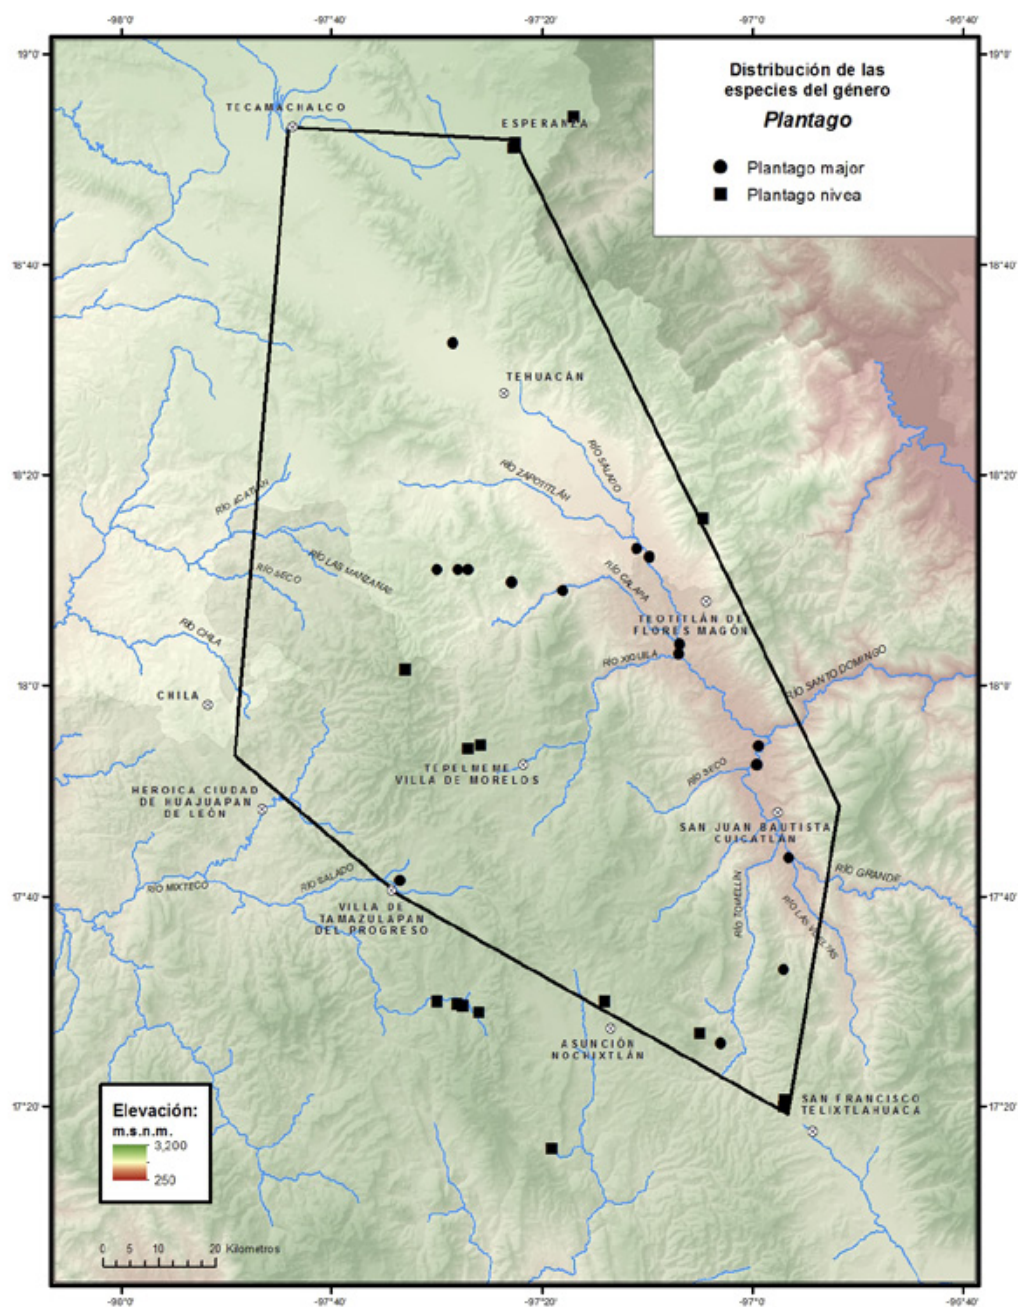 -98°0'
-97°40'
-97°20'
-97°0'
-96°40'
19°0'
19°0'
Distribución de las
especies del género
Plantago
Plantago major
Plantago nivea
TECAMACHALCO
ESPERANZA
18°40'
18°40'
TEHUACÁN
RÍO SALADO
RÍO ZAPOTITLÁN
18°20'
18°20'
RÍO ACATLÁN
RÍO LAS MANZANAS
RÍO SECO
RÍO CALAPA
TEOTITLÁN DE
FLORES MAGÓN
RÍO CHILA
RÍO XIQUILA
RÍO SANTO DOMINGO
18°0'
18°0'
CHILA
TEPELMEME
VILLA DE MORELOS
RÍO SECO
HEROICA CIUDAD
DE HUAJUAPAN
DE LEÓN
SAN JUAN BAUTISTA
CUICATLÁN
RÍO GRANDE
RÍO SALADO
RÍO MIXTECO
17°40'
17°40'
VILLA DE
TAMAZULAPAN
DEL PROGRESO
RÍO TOMELLÍN
RÍO LAS VUELTAS
ASUNCIÓN
NOCHIXTLÁN
SAN FRANCISCO
TELIXTLAHUACA
17°20'
17°20'
Elevación:
m.s.n.m.
3,200
250
0 5 10 20 Kilometros
-98°0'
-97°40'
-97°20'
-97°0'
-96°40'